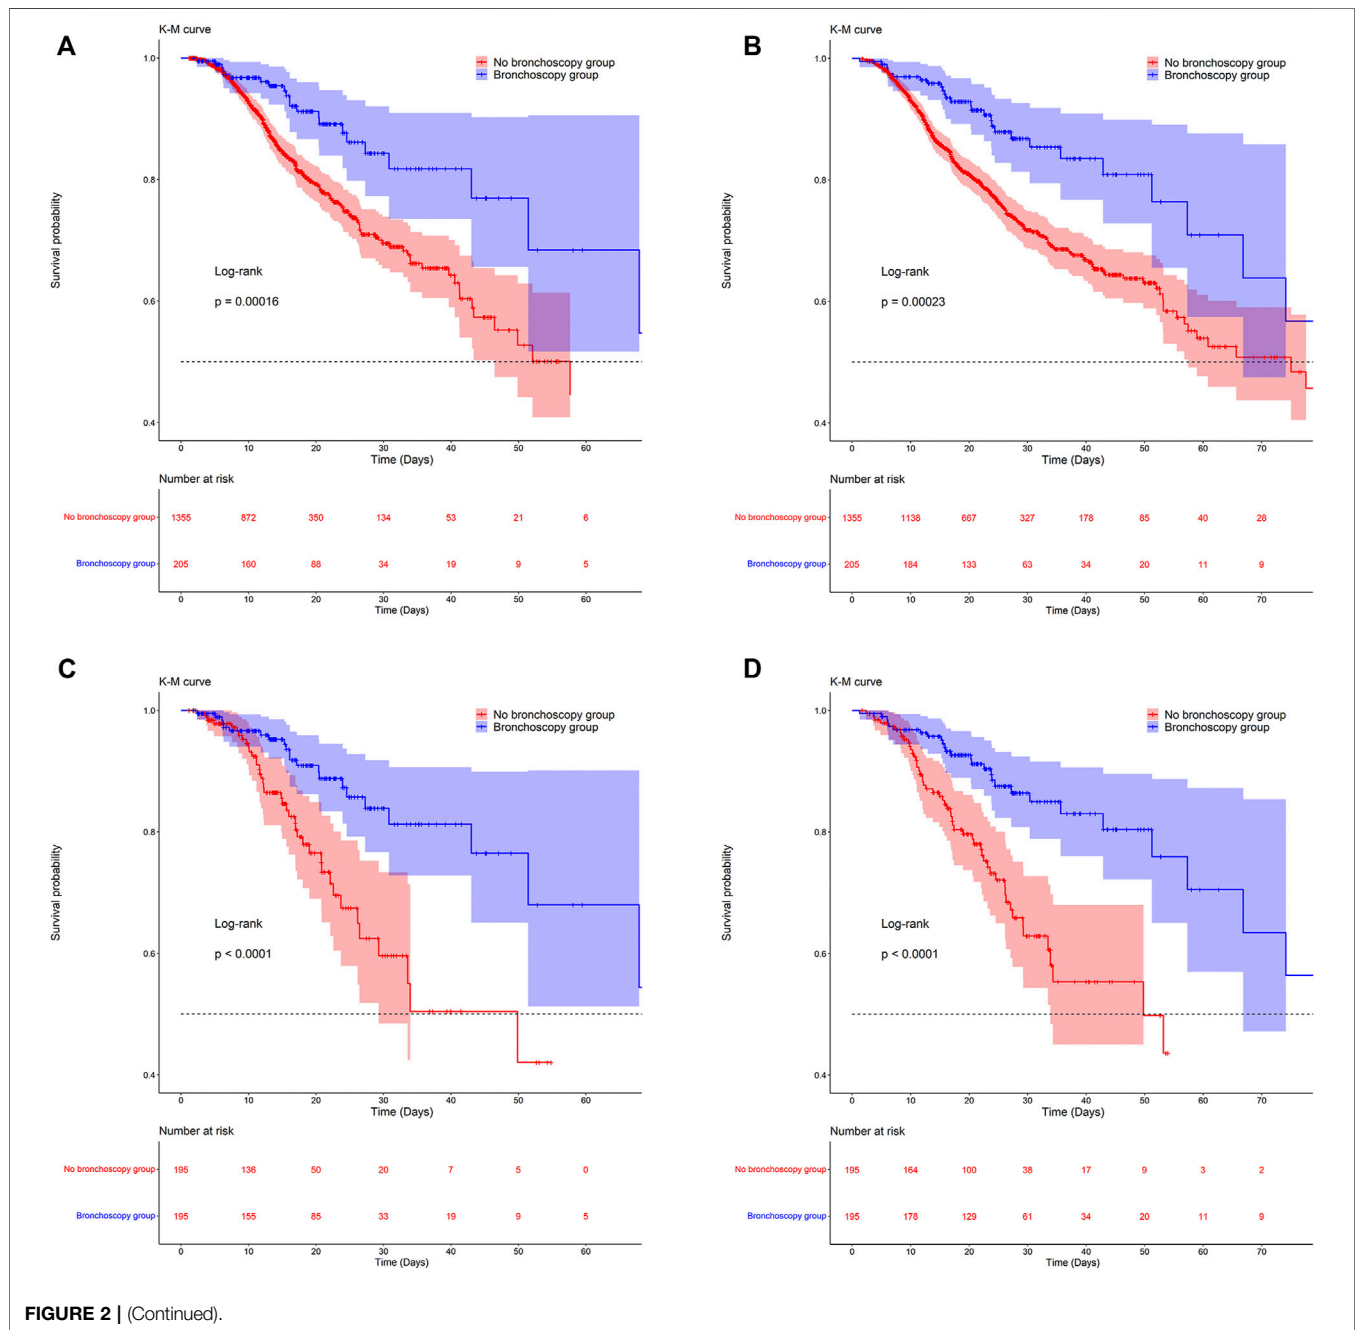 A
K-M curve
No bronchoscopy group
Bronchoscopy group
Survival probability
1.0
0.8
0.6
0.4
Log-rank
p = 0.00016
0 10 20 30 40 50 60
Time (Days)
Number at risk
No bronchoscopy group 1355 872 350 134 53 21 6
Bronchoscopy group 205 160 88 34 19 9 5
0 10 20 30 40 50 60
Time (Days)
B
K-M curve
No bronchoscopy group
Bronchoscopy group
Survival probability
1.0
0.8
0.6
0.4
Log-rank
p = 0.00023
0 10 20 30 40 50 60 70
Time (Days)
Number at risk
No bronchoscopy group 1355 1138 667 327 178 85 40 28
Bronchoscopy group 205 184 133 63 34 20 11 9
0 10 20 30 40 50 60 70
Time (Days)
C
K-M curve
No bronchoscopy group
Bronchoscopy group
Survival probability
1.0
0.8
0.6
0.4
Log-rank
p < 0.0001
0 10 20 30 40 50 60
Time (Days)
Number at risk
No bronchoscopy group 195 136 50 20 7 5 0
Bronchoscopy group 195 155 85 33 19 9 5
0 10 20 30 40 50 60
Time (Days)
D
K-M curve
No bronchoscopy group
Bronchoscopy group
Survival probability
1.0
0.8
0.6
0.4
Log-rank
p < 0.0001
0 10 20 30 40 50 60 70
Time (Days)
Number at risk
No bronchoscopy group 195 164 100 38 17 9 3 2
Bronchoscopy group 195 178 129 61 34 20 11 9
0 10 20 30 40 50 60 70
Time (Days)
FIGURE 2 | (Continued).